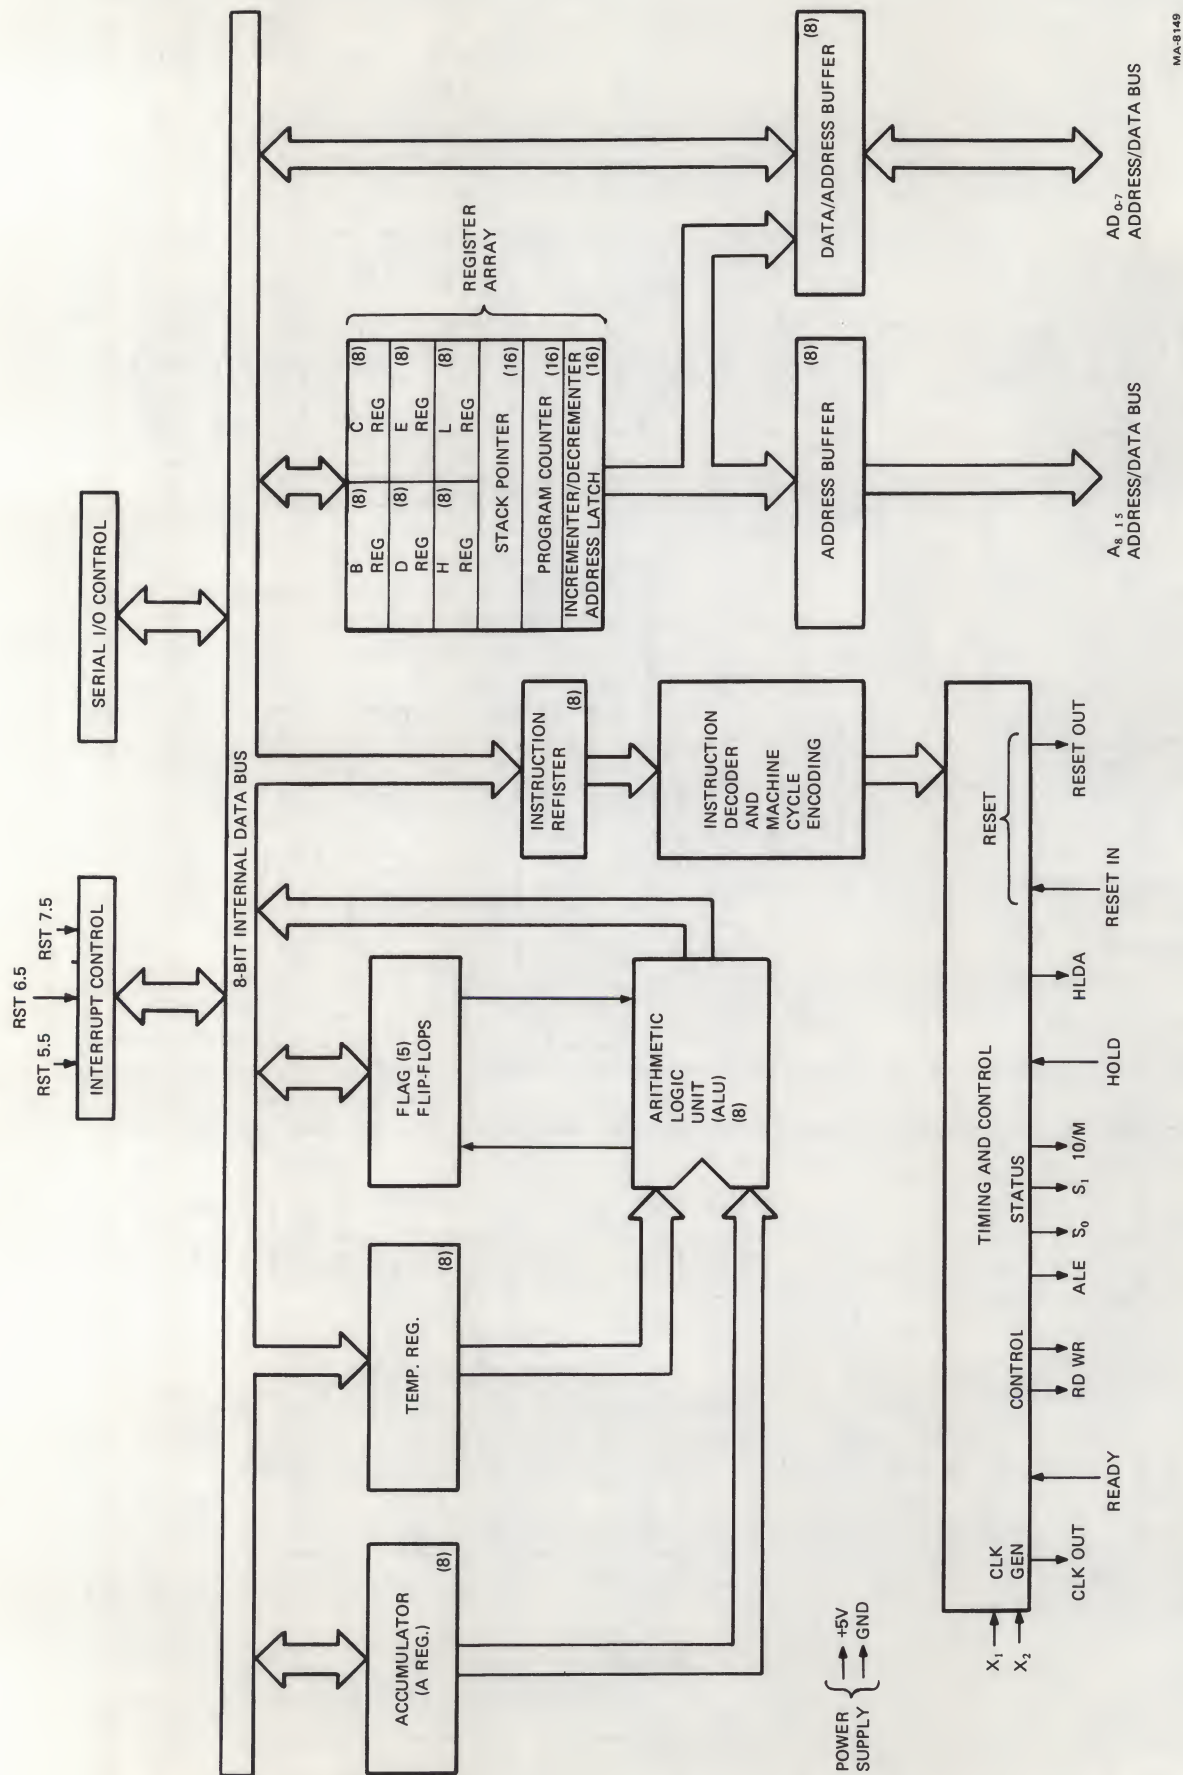 RST 6.5
RST 5.5
RST 7.5
INTERRUPT CONTROL
SERIAL I/O CONTROL
8-BIT INTERNAL DATA BUS
ACCUMULATOR
(A REG.)
(8)
TEMP. REG.
(8)
FLAG (5)
FLIP-FLOPS
ARITHMETIC
LOGIC
UNIT
(ALU)
(8)
INSTRUCTION
REFISTER
(8)
INSTRUCTION
DECODER
AND
MACHINE
CYCLE
ENCODING
B (8) C (8)
REG REG
D (8) E (8)
REG REG
H (8) L (8)
REG REG
STACK POINTER
(16)
PROGRAM COUNTER
(16)
INCREMENTER/DECREMENTER
ADDRESS LATCH (16)
REGISTER
ARRAY
ADDRESS BUFFER
(8)
DATA/ADDRESS BUFFER
(8)
A8 15
ADDRESS/DATA BUS
AD0-7
ADDRESS/DATA BUS
POWER
SUPPLY
+5V
GND
X1
X2
TIMING AND CONTROL
CLK
GEN
CONTROL
STATUS
RESET
CLK OUT
READY
RD WR
ALE
S0
S1
10/M
HOLD
HLDA
RESET IN
RESET OUT
MA-8149